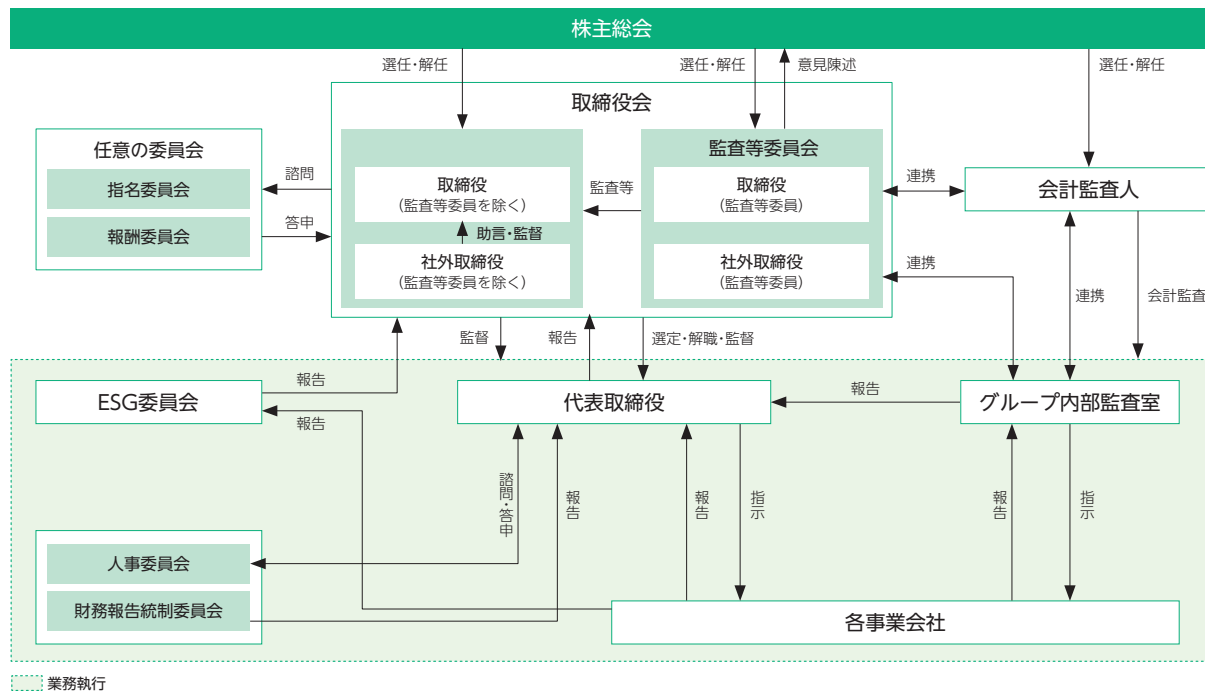 株主総会
選任・解任
選任・解任
意見陳述
選任・解任
取締役会
任意の委員会
指名委員会
報酬委員会
諮問
答申
取締役
(監査等委員を除く)
助言・監督
社外取締役
(監査等委員を除く)
監査等
監査等委員会
取締役
(監査等委員)
社外取締役
(監査等委員)
連携
連携
会計監査人
連携
会計監査
監督
報告
選定・解職・監督
ESG委員会
報告
報告
代表取締役
報告
グループ内部監査室
諮問・答申
報告
報告
指示
報告
指示
人事委員会
財務報告統制委員会
各事業会社
業務執行